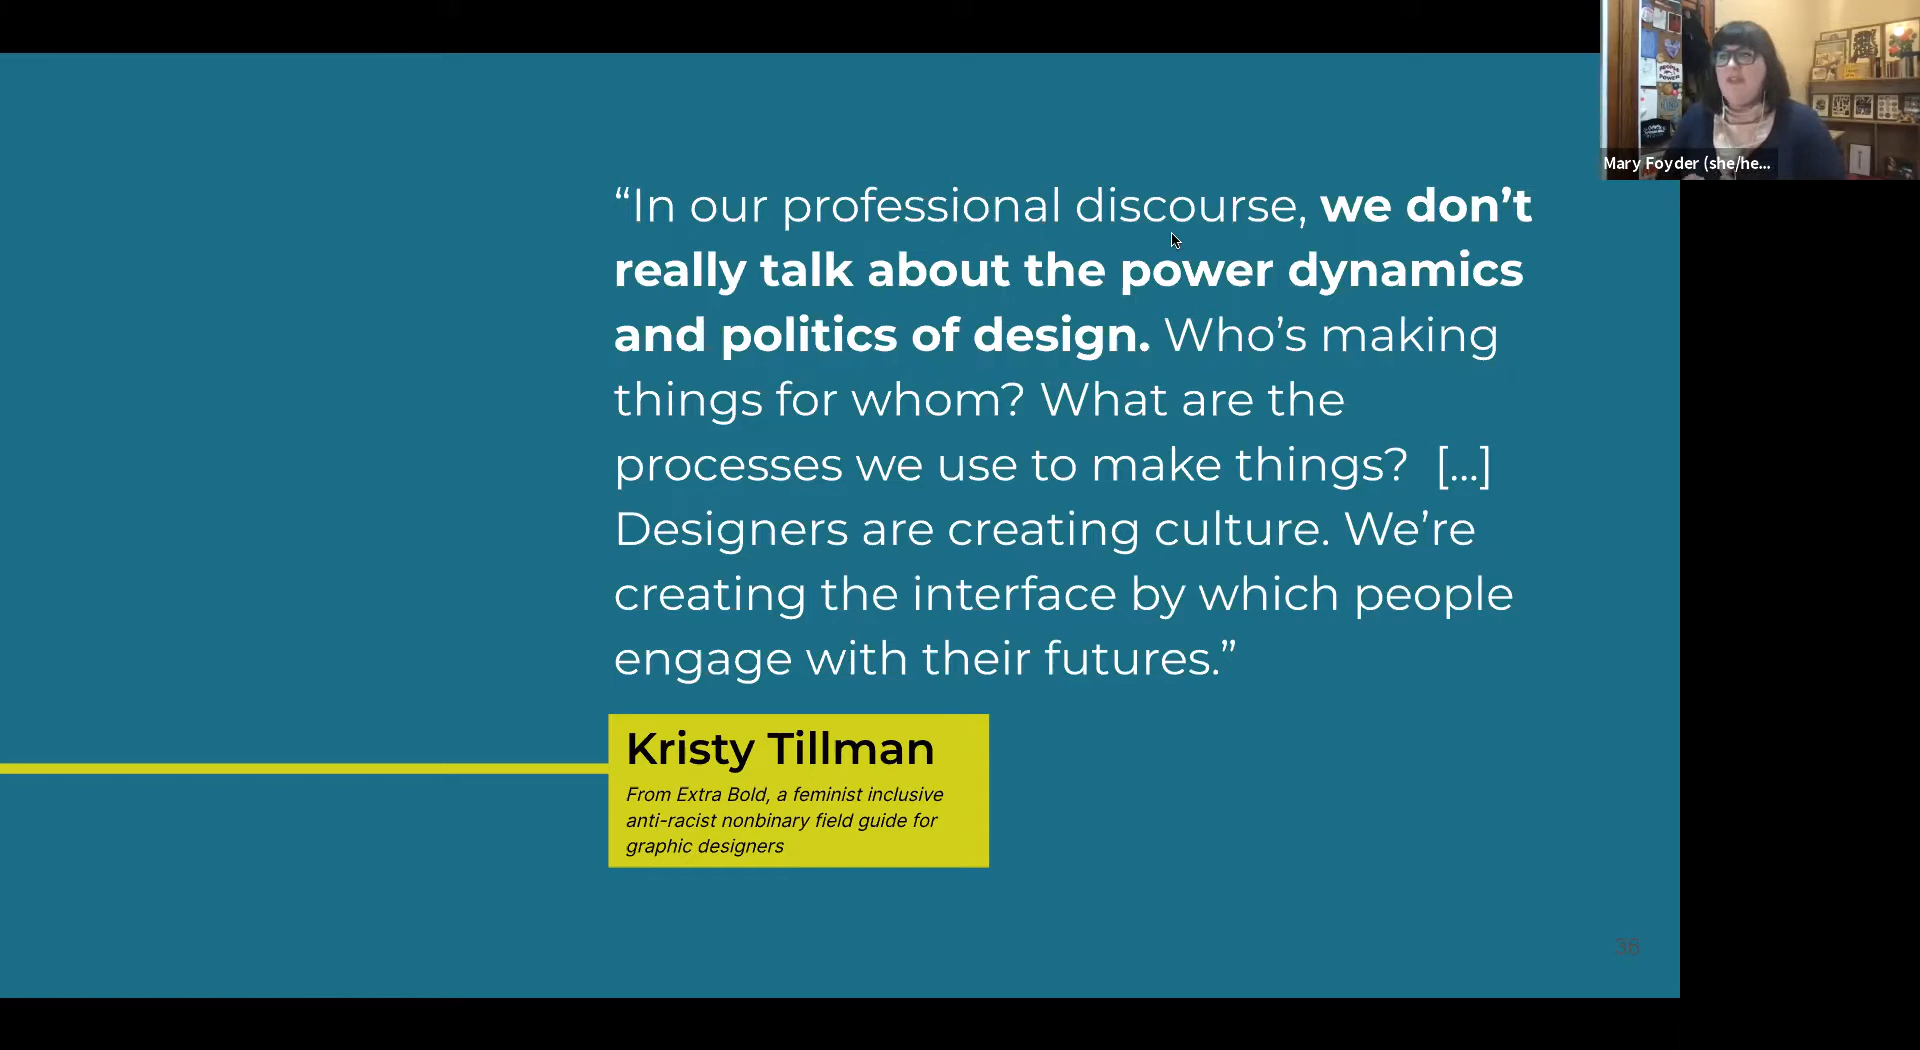 Mary Foyder (she/he...
“In our professional discourse, we don’t
really talk about the power dynamics
and politics of design. Who’s making
things for whom? What are the
processes we use to make things?  [...]
Designers are creating culture. We’re
creating the interface by which people
engage with their futures.”
Kristy Tillman
From Extra Bold, a feminist inclusive
anti-racist nonbinary field guide for
graphic designers
36